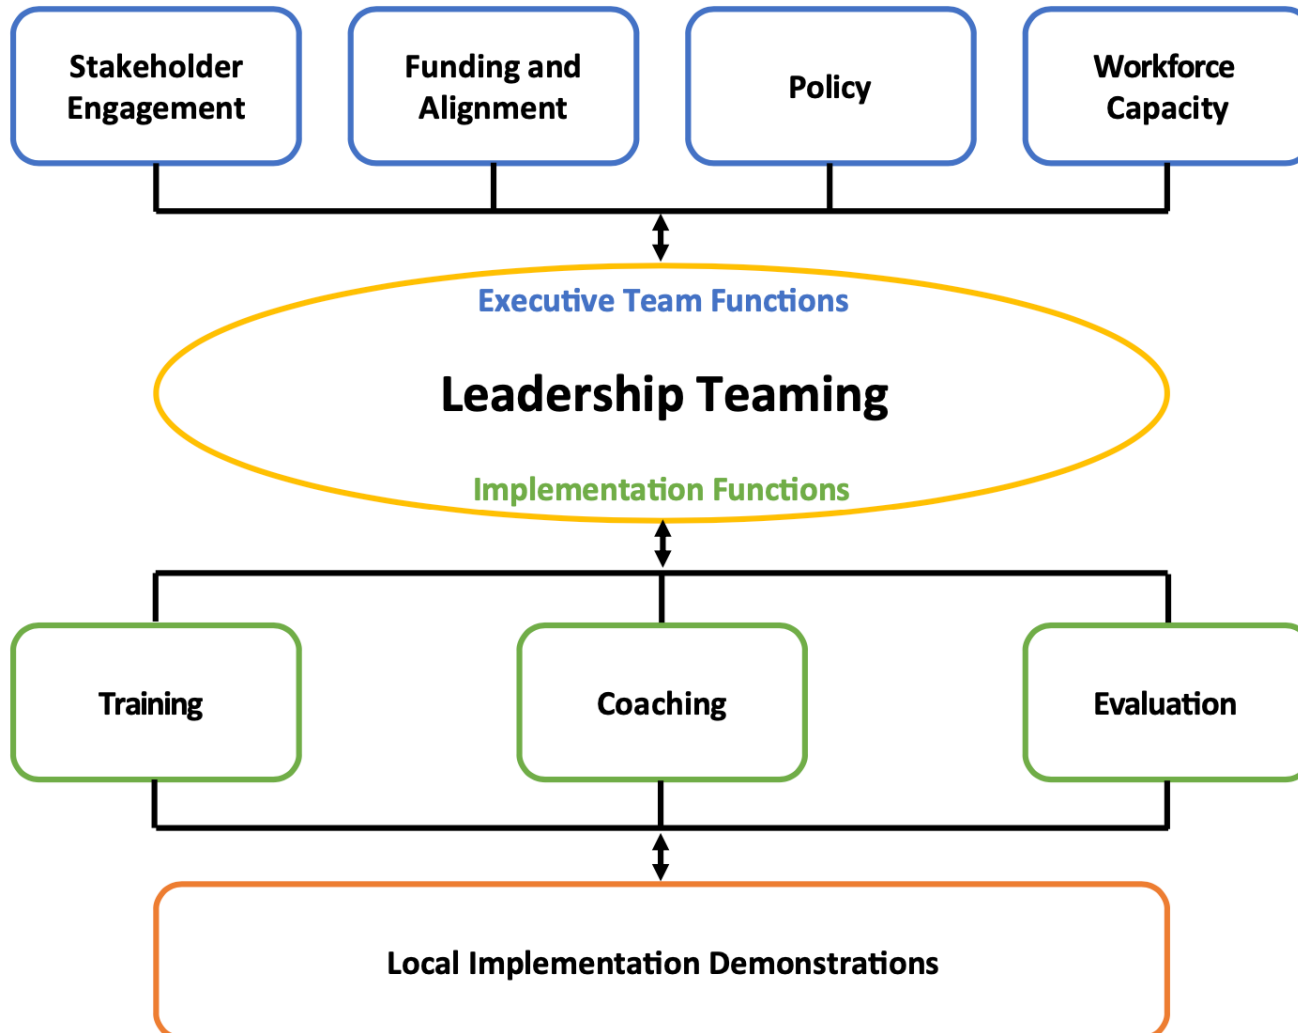 Stakeholder
Engagement
Funding and
Alignment
Policy
Workforce
Capacity
Executive Team Functions
Leadership Teaming
Implementation Functions
Training
Coaching
Evaluation
Local Implementation Demonstrations